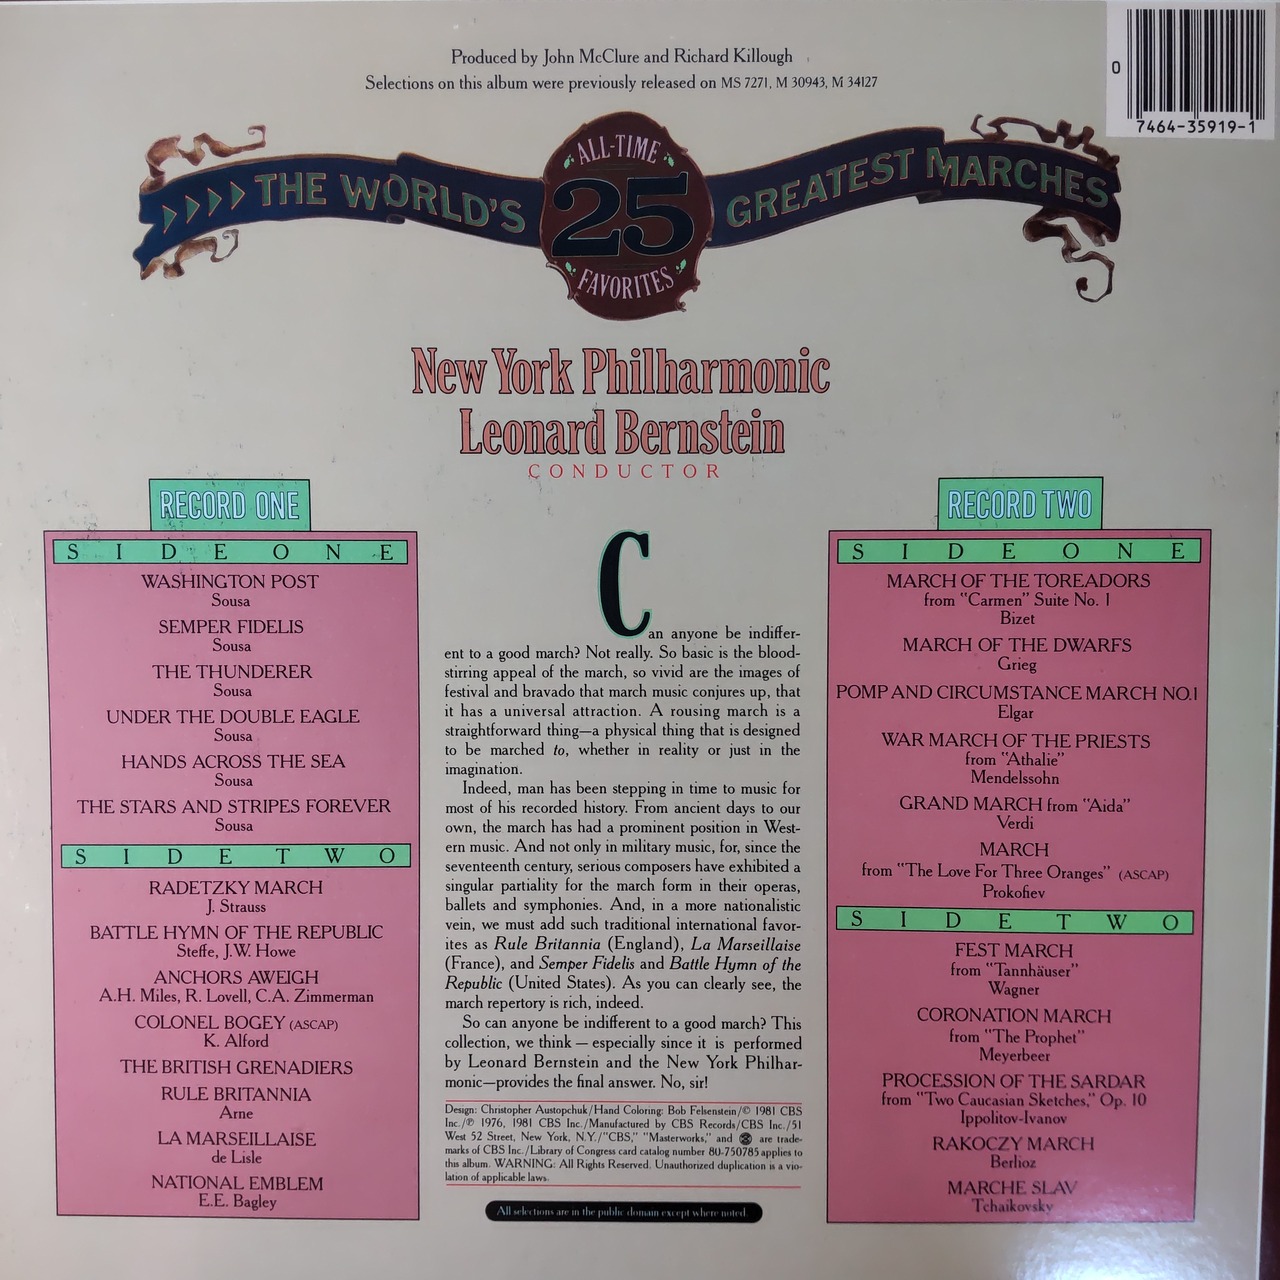 Produced by John McClure and Richard Killough
Selections on this album were previously released on MS 7271, M 30943, M 34127
0
7464-35919-1
THE WORLD'S
ALL-TIME
25
FAVORITES
GREATEST MARCHES
New York Philharmonic
Leonard Bernstein
CONDUCTOR
RECORD ONE
SIDE ONE
WASHINGTON POST
Sousa
SEMPER FIDELIS
Sousa
THE THUNDERER
Sousa
UNDER THE DOUBLE EAGLE
Sousa
HANDS ACROSS THE SEA
Sousa
THE STARS AND STRIPES FOREVER
Sousa
SIDE TWO
RADETZKY MARCH
J. Strauss
BATTLE HYMN OF THE REPUBLIC
Steffe, J.W. Howe
ANCHORS AWEIGH
A.H. Miles, R. Lovell, C.A. Zimmerman
COLONEL BOGEY (ASCAP)
K. Alford
THE BRITISH GRENADIERS
RULE BRITANNIA
Arne
LA MARSEILLAISE
de Lisle
NATIONAL EMBLEM
E.E. Bagley
Can anyone be indiffer-
ent to a good march? Not really. So basic is the blood-
stirring appeal of the march, so vivid are the images of
festival and bravado that march music conjures up, that
it has a universal attraction. A rousing march is a
straightforward thing—a physical thing that is designed
to be marched to, whether in reality or just in the
imagination.
Indeed, man has been stepping in time to music for
most of his recorded history. From ancient days to our
own, the march has had a prominent position in West-
ern music. And not only in military music, for, since the
seventeenth century, serious composers have exhibited a
singular partiality for the march form in their operas,
ballets and symphonies. And, in a more nationalistic
vein, we must add such traditional international favor-
ites as Rule Britannia (England), La Marseillaise
(France), and Semper Fidelis and Battle Hymn of the
Republic (United States). As you can clearly see, the
march repertory is rich, indeed.
So can anyone be indifferent to a good march? This
collection, we think — especially since it is performed
by Leonard Bernstein and the New York Philhar-
monic—provides the final answer. No, sir!
Design: Christopher Austopchuk/Hand Coloring: Bob Felsenstein/© 1981 CBS
Inc./℗ 1976, 1981 CBS Inc./Manufactured by CBS Records/CBS Inc./51
West 52 Street, New York, N.Y./"CBS," "Masterworks," and are trade-
marks of CBS Inc./Library of Congress card catalog number 80-750785 applies to
this album. WARNING: All Rights Reserved. Unauthorized duplication is a vio-
lation of applicable laws.
All selections are in the public domain except where noted.
RECORD TWO
SIDE ONE
MARCH OF THE TOREADORS
from "Carmen" Suite No. 1
Bizet
MARCH OF THE DWARFS
Grieg
POMP AND CIRCUMSTANCE MARCH NO.1
Elgar
WAR MARCH OF THE PRIESTS
from "Athalie"
Mendelssohn
GRAND MARCH from "Aida"
Verdi
MARCH
from "The Love For Three Oranges" (ASCAP)
Prokofiev
SIDE TWO
FEST MARCH
from "Tannhäuser"
Wagner
CORONATION MARCH
from "The Prophet"
Meyerbeer
PROCESSION OF THE SARDAR
from "Two Caucasian Sketches," Op. 10
Ippolitov-Ivanov
RAKOCZY MARCH
Berlioz
MARCHE SLAV
Tchaikovsky